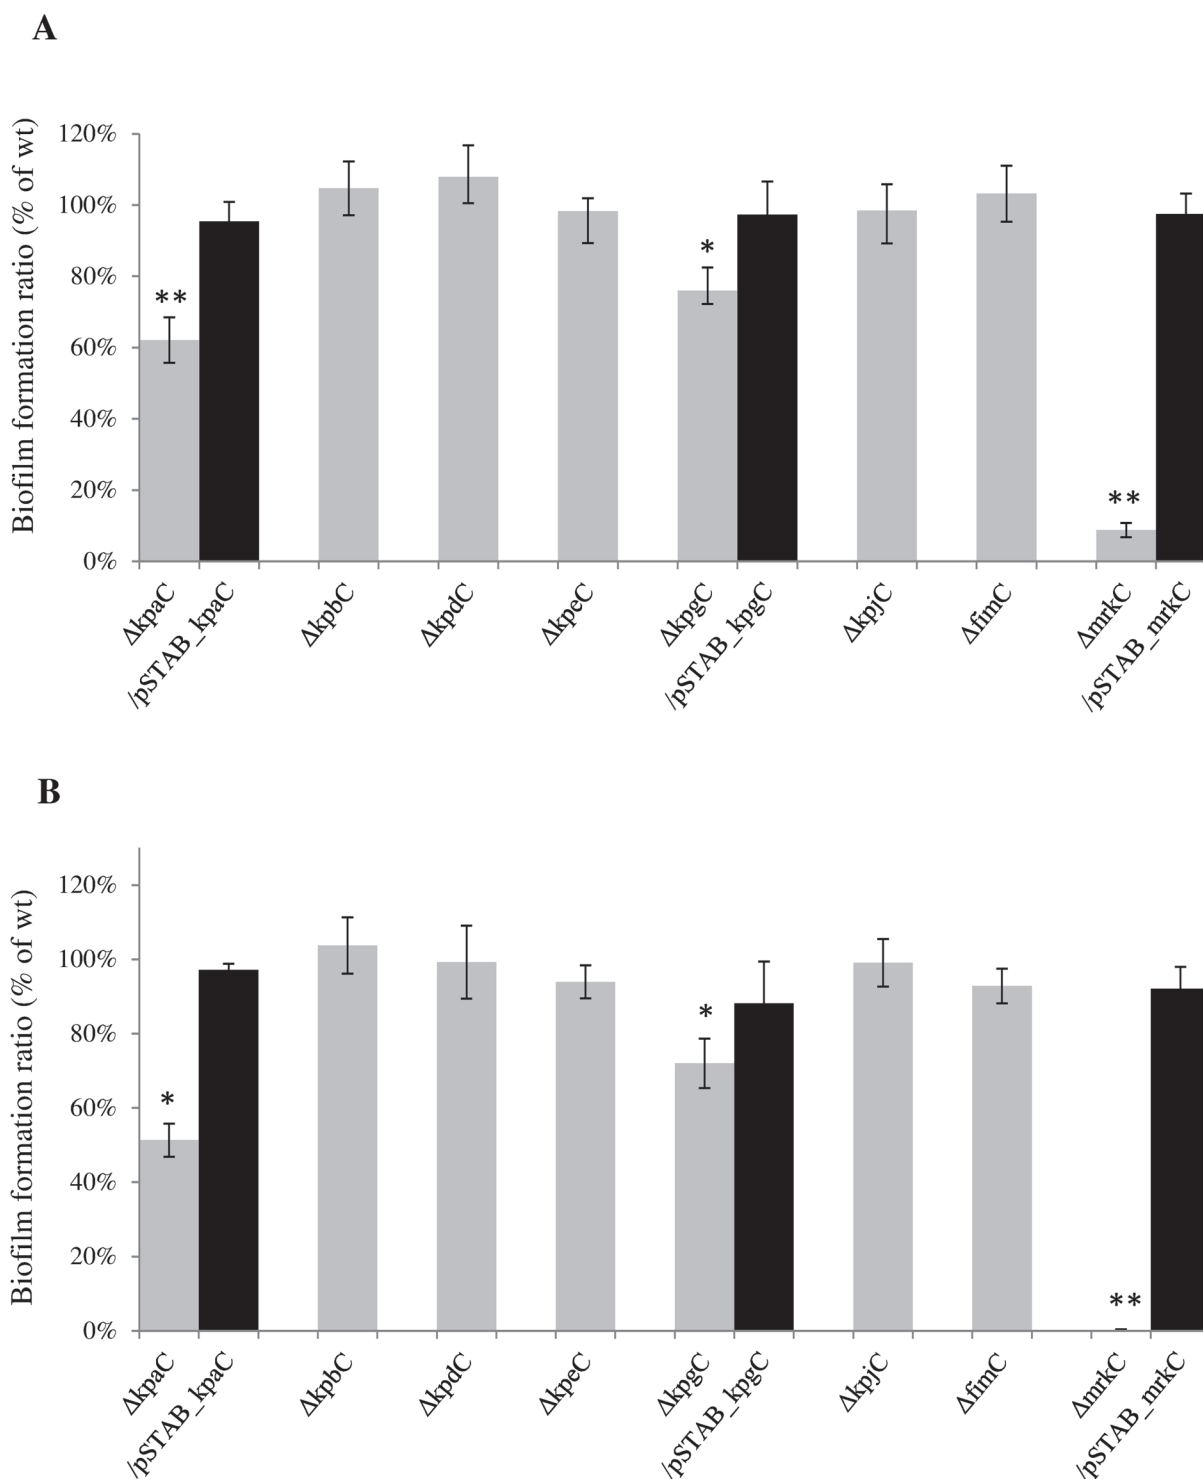 A
Biofilm formation ratio (% of wt)
120%
100%
80%
60%
40%
20%
0%
**
*
**
ΔkpaC
/pSTAB_kpaC
ΔkpbC
ΔkpdC
ΔkpeC
ΔkpgC
/pSTAB_kpgC
ΔkpjC
ΔfimC
ΔmrkC
/pSTAB_mrkC
B
Biofilm formation ratio (% of wt)
120%
100%
80%
60%
40%
20%
0%
*
*
**
ΔkpaC
/pSTAB_kpaC
ΔkpbC
ΔkpdC
ΔkpeC
ΔkpgC
/pSTAB_kpgC
ΔkpjC
ΔfimC
ΔmrkC
/pSTAB_mrkC